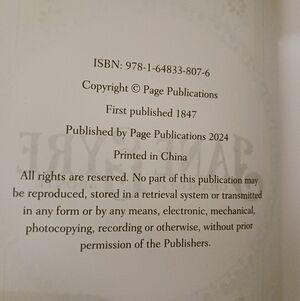 ISBN: 978-1-64833-807-6
Copyright © Page Publications
First published 1847
Published by Page Publications 2024
Printed in China
All rights are reserved. No part of this publication may
be reproduced, stored in a retrieval system or transmitted
in any form or by any means, electronic, mechanical,
photocopying, recording or otherwise, without prior
permission of the Publishers.
JANE EYRE